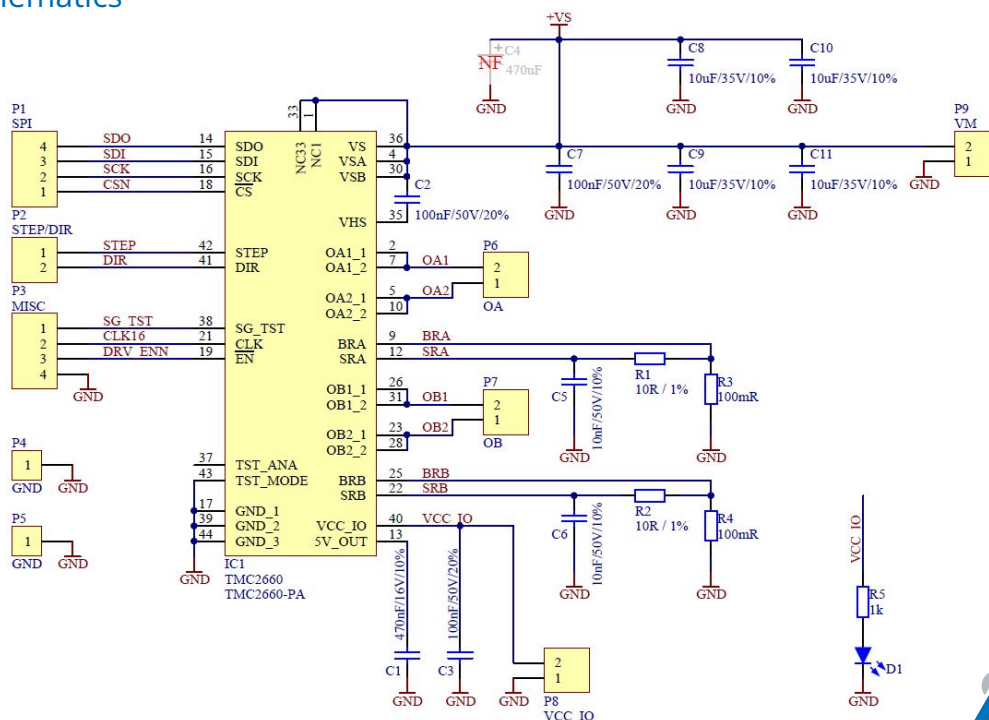 ematics
+VS
C4
NF
470uF
GND
C8
10uF/35V/10%
GND
C10
10uF/35V/10%
GND
P1
SPI
4
3
2
1
SDO
SDI
SCK
CSN
14
15
16
18
SDO
SDI
SCK
CS
33
1
NC33
NC1
VS
VSA
VSB
36
4
30
C2
100nF/50V/20%
VHS
35
C7
100nF/50V/20%
GND
C9
10uF/35V/10%
GND
C11
10uF/35V/10%
GND
P9
VM
2
1
GND
P2
STEP/DIR
1
2
STEP
DIR
42
41
STEP
DIR
OA1_1
OA1_2
2
7
OA1
OA2_1
OA2_2
5
10
OA2
P6
2
1
OA
P3
MISC
1
2
3
4
SG_TST
CLK16
DRV_ENN
GND
38
21
19
SG_TST
CLK
EN
BRA
SRA
9
12
BRA
SRA
C5
10nF/50V/10%
GND
R1
10R / 1%
R3
100mR
GND
OB1_1
OB1_2
26
31
OB1
OB2_1
OB2_2
23
28
OB2
P7
2
1
OB
P4
1
GND
GND
P5
1
GND
GND
37
43
TST_ANA
TST_MODE
17
39
44
GND_1
GND_2
GND_3
GND
BRB
SRB
25
22
BRB
SRB
C6
10nF/50V/10%
GND
R2
10R / 1%
R4
100mR
GND
VCC_IO
5V_OUT
40
13
VCC_IO
IC1
TMC2660
TMC2660-PA
470nF/16V/10%
C1
GND
100nF/50V/20%
C3
GND
GND
2
1
P8
VCC_IO
VCC_IO
R5
1k
D1
GND